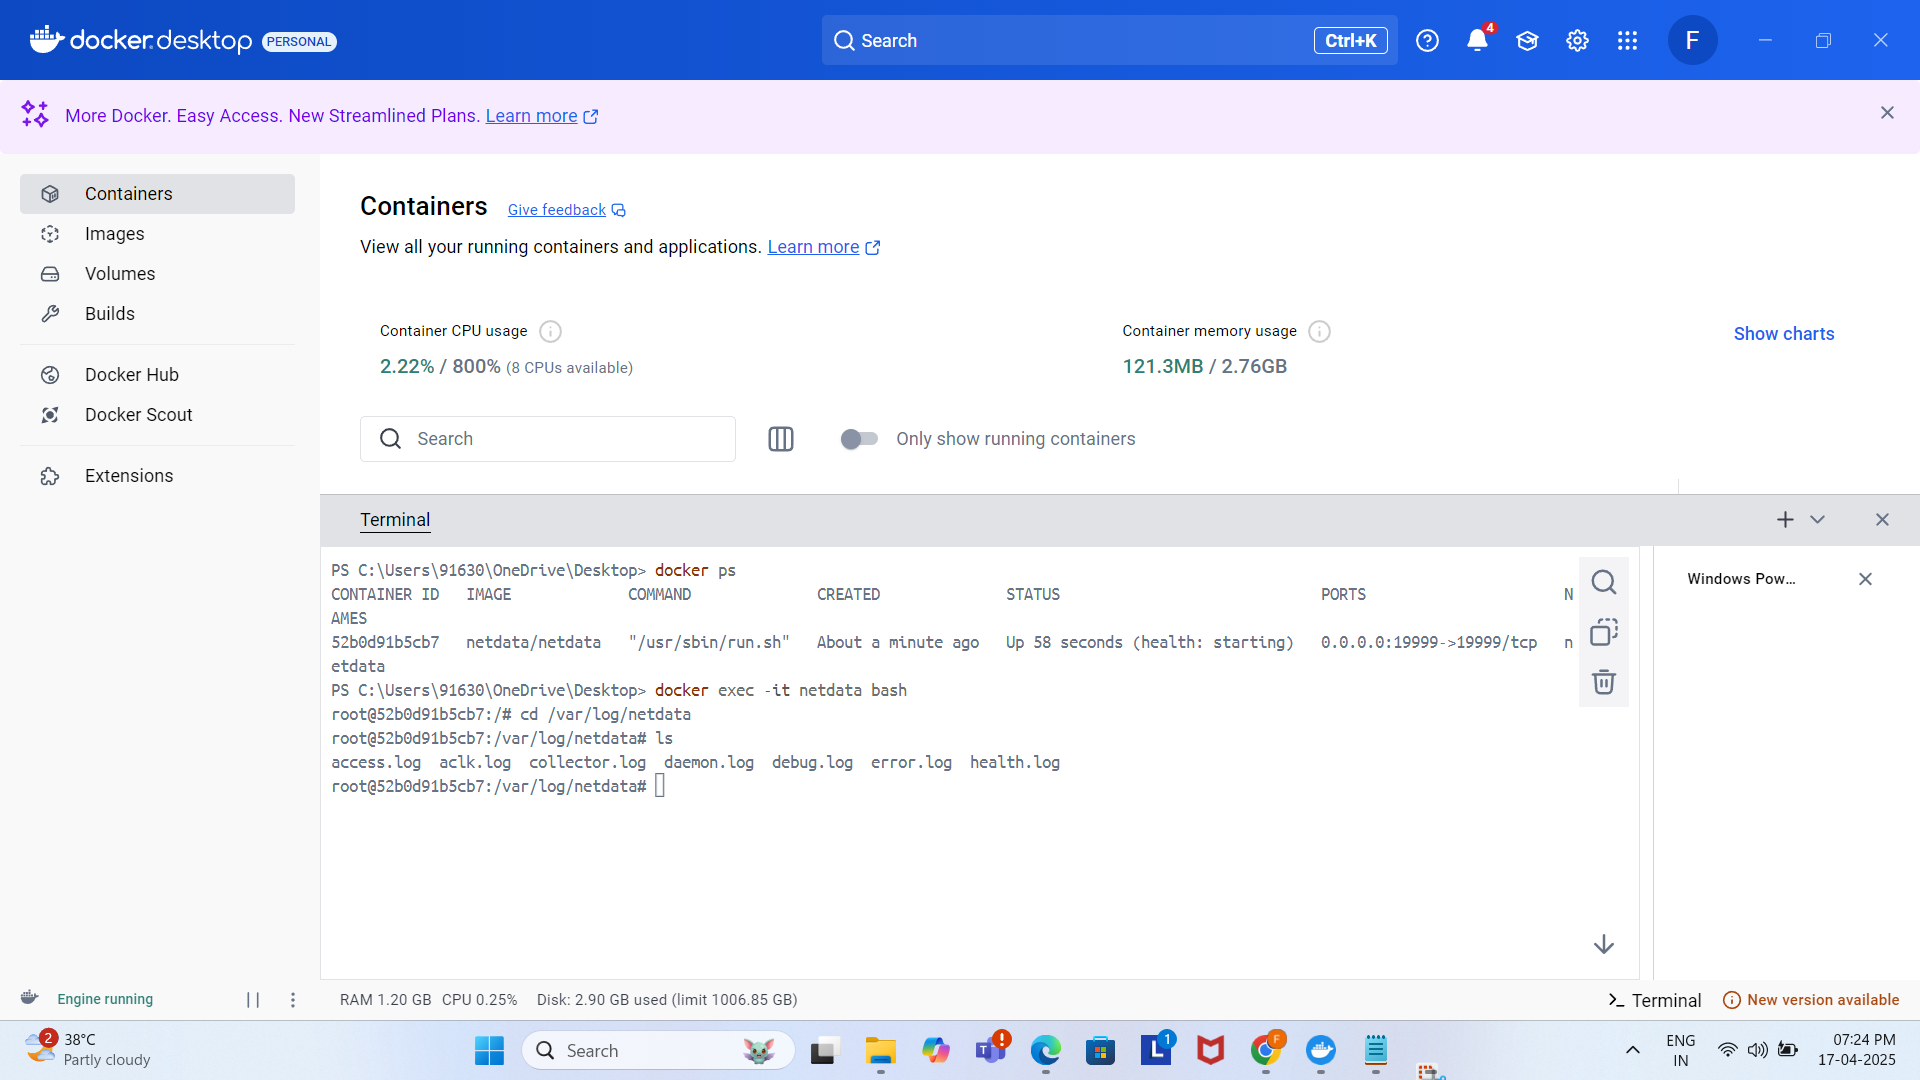 docker desktop PERSONAL
Search Ctrl+K
4
F
More Docker. Easy Access. New Streamlined Plans. Learn more
Containers
Images
Volumes
Builds
Docker Hub
Docker Scout
Extensions
Containers Give feedback
View all your running containers and applications. Learn more
Container CPU usage
2.22% / 800% (8 CPUs available)
Container memory usage
121.3MB / 2.76GB
Show charts
Search
Only show running containers
Terminal
PS C:\Users\91630\OneDrive\Desktop> docker ps
CONTAINER ID IMAGE COMMAND CREATED STATUS PORTS N
AMES
52b0d91b5cb7 netdata/netdata "/usr/sbin/run.sh" About a minute ago Up 58 seconds (health: starting) 0.0.0.0:19999->19999/tcp n
etdata
PS C:\Users\91630\OneDrive\Desktop> docker exec -it netdata bash
root@52b0d91b5cb7:/# cd /var/log/netdata
root@52b0d91b5cb7:/var/log/netdata# ls
access.log aclk.log collector.log daemon.log debug.log error.log health.log
root@52b0d91b5cb7:/var/log/netdata#
Windows Pow...
Engine running
RAM 1.20 GB CPU 0.25% Disk: 2.90 GB used (limit 1006.85 GB)
Terminal
New version available
2
38°C
Partly cloudy
Search
T
L
1
F
ENG
IN
07:24 PM
17-04-2025